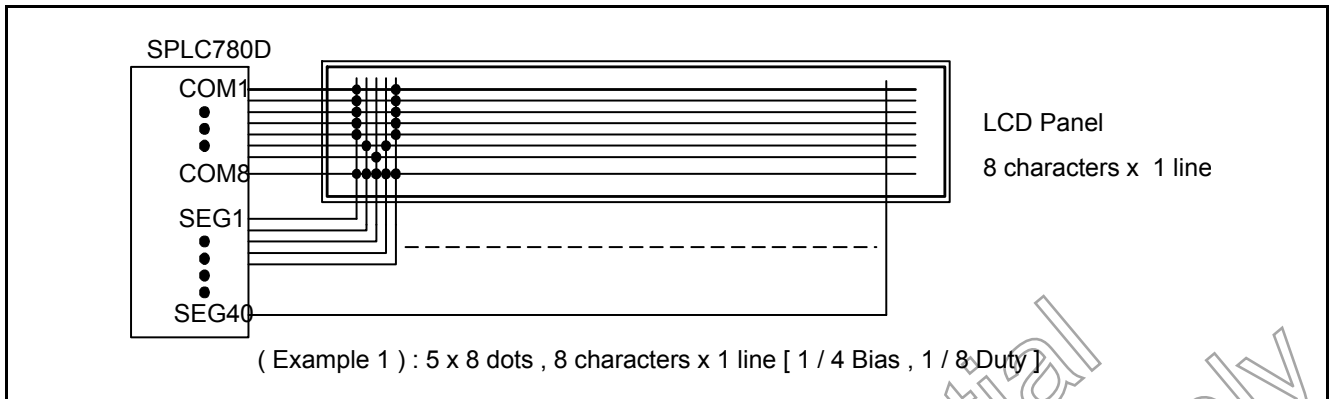 SPLC780D
COM1
COM8
SEG1
SEG40
LCD Panel
8 characters x 1 line
( Example 1 ) : 5 x 8 dots , 8 characters x 1 line [ 1 / 4 Bias , 1 / 8 Duty ]